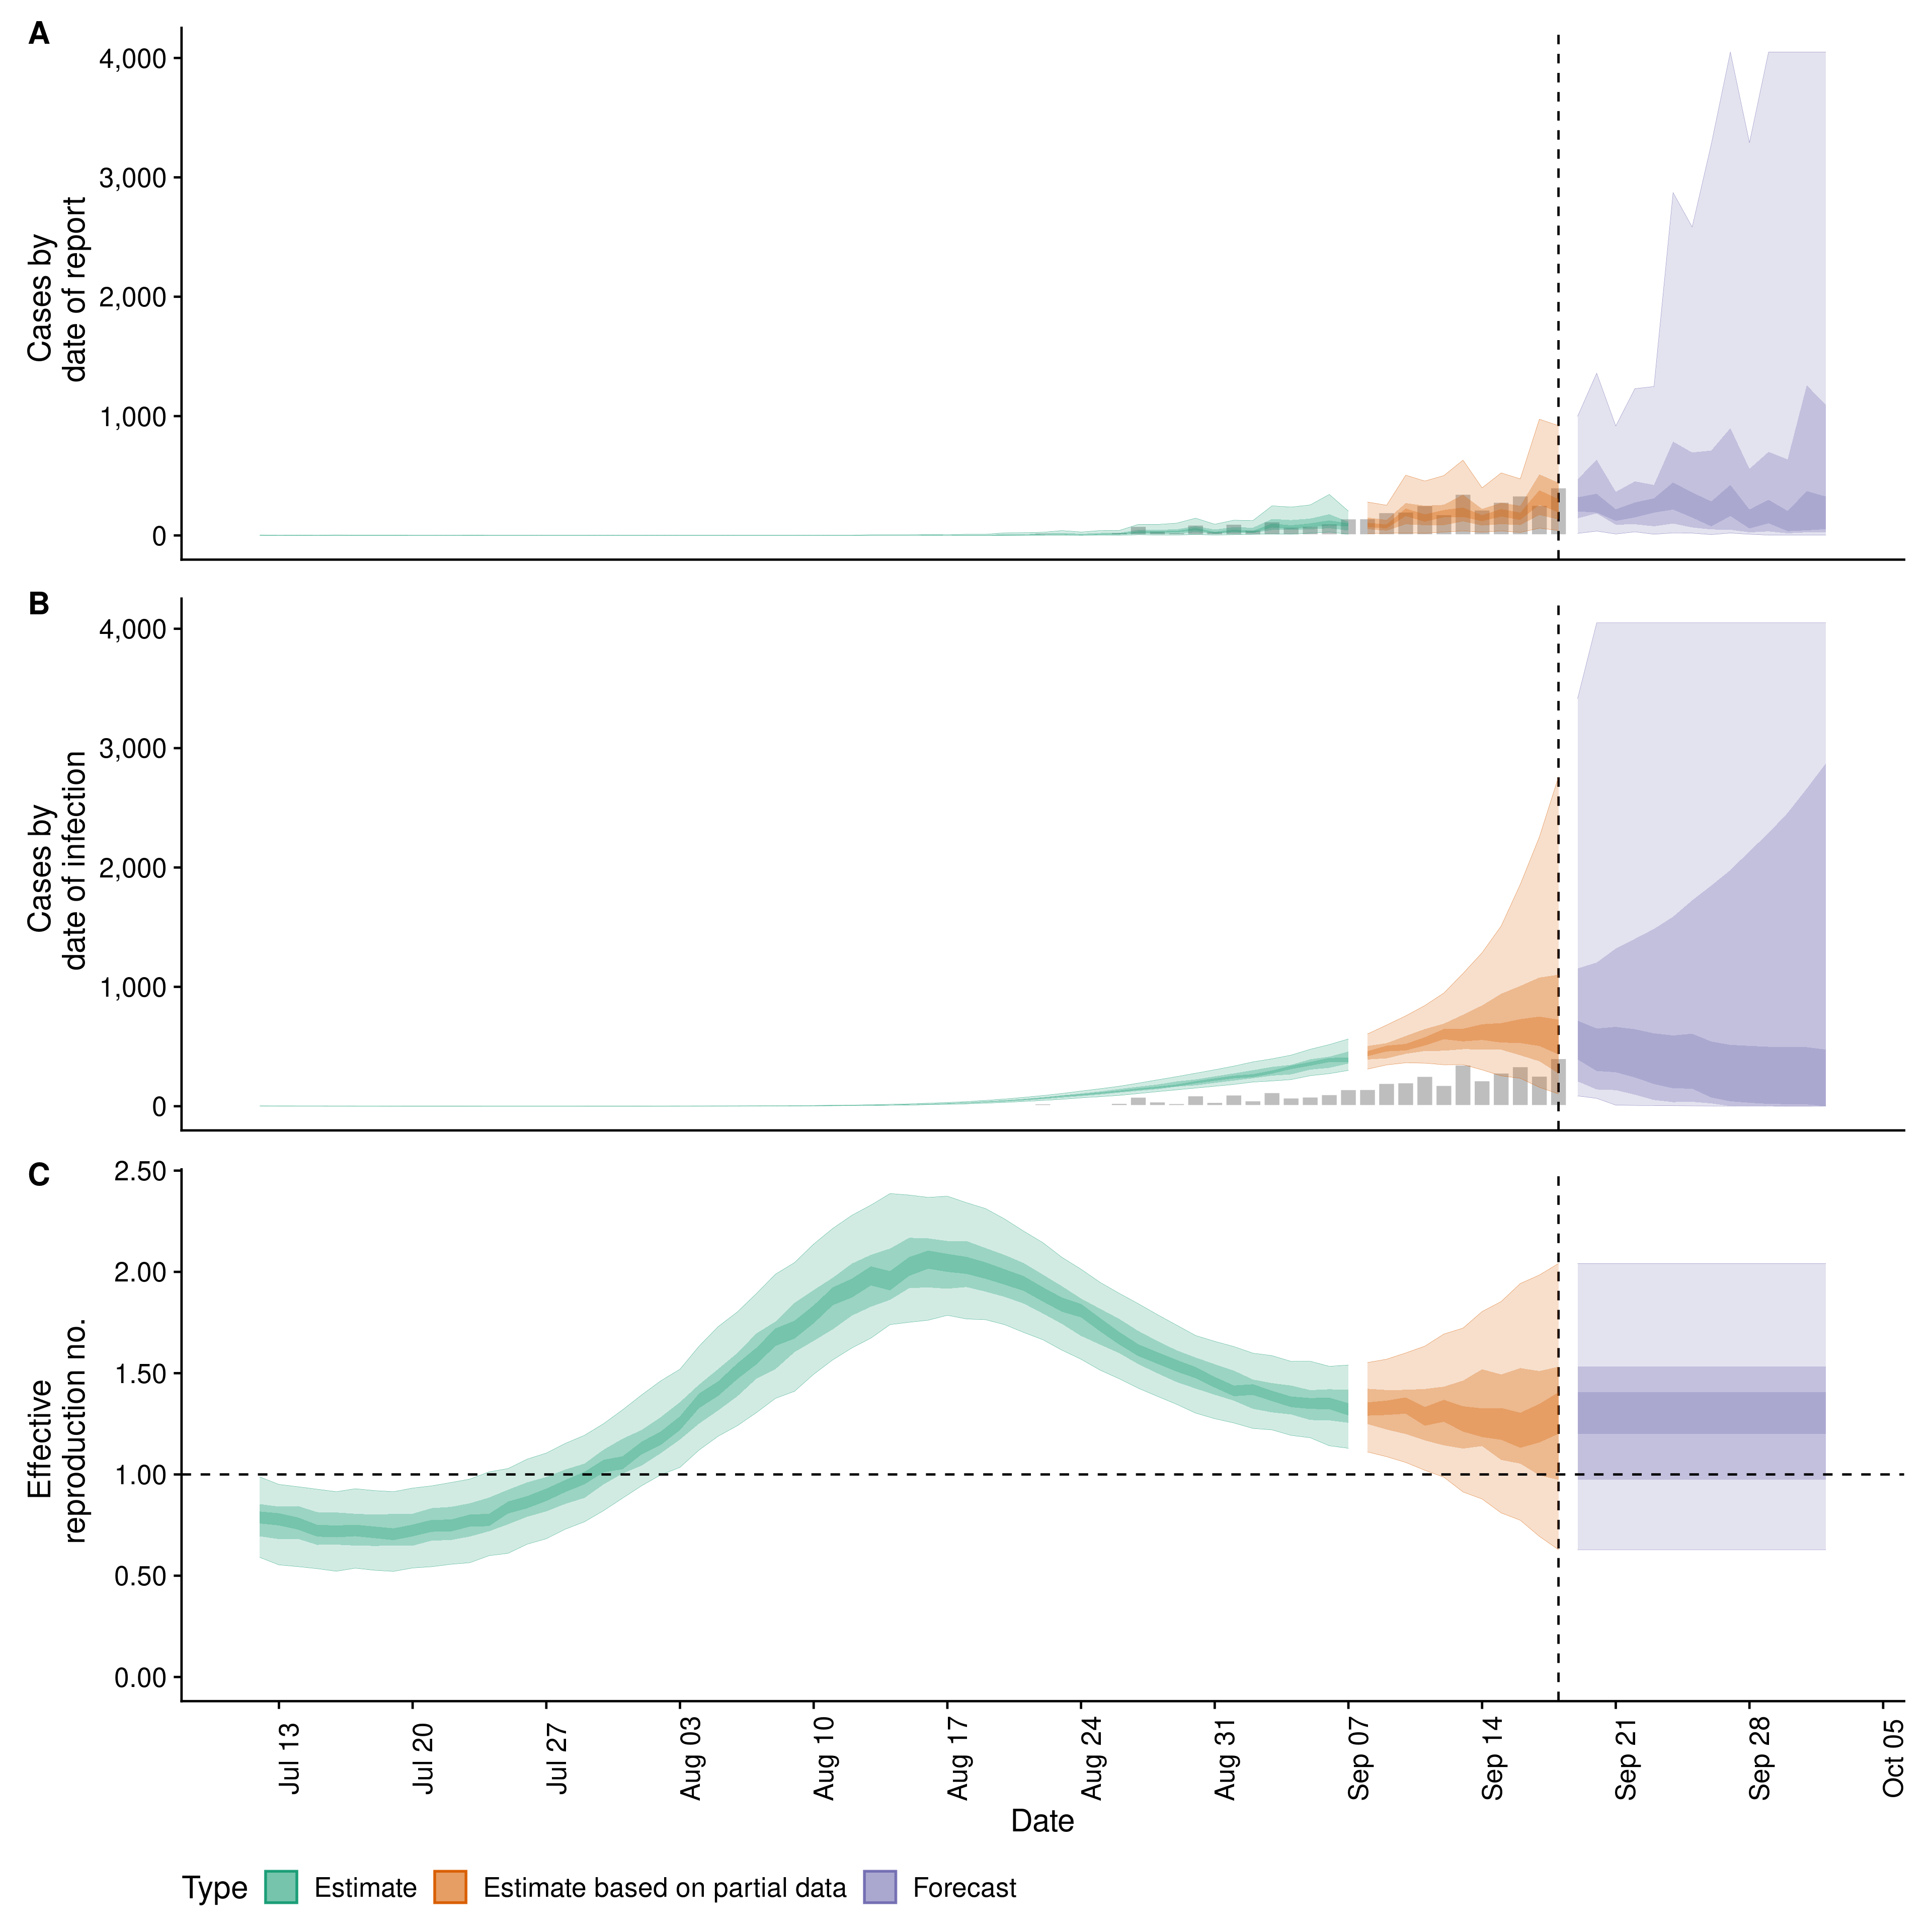 A
4,000
3,000
2,000
1,000
0
Cases by
date of report
B
4,000
3,000
2,000
1,000
0
Cases by
date of infection
C
2.50
2.00
1.50
1.00
0.50
0.00
Effective
reproduction no.
Jul 13
Jul 20
Jul 27
Aug 03
Aug 10
Aug 17
Aug 24
Aug 31
Sep 07
Sep 14
Sep 21
Sep 28
Oct 05
Date
Type Estimate Estimate based on partial data Forecast